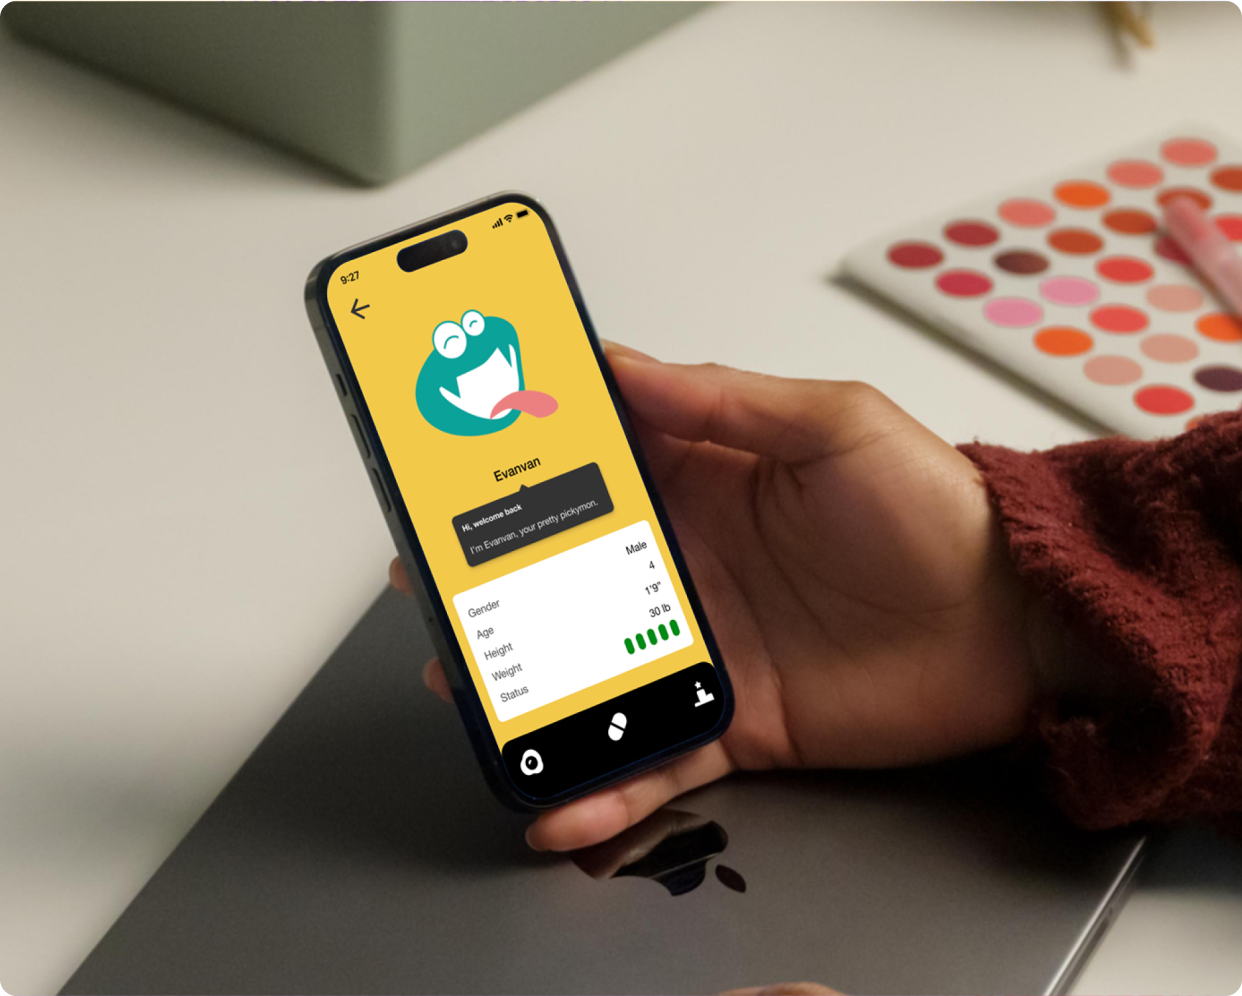 9:27
Evanvan
Hi, welcome back
I'm Evanvan, your pretty pickymon.
Gender Male
Age 4
Height 1'9"
Weight 30 lb
Status